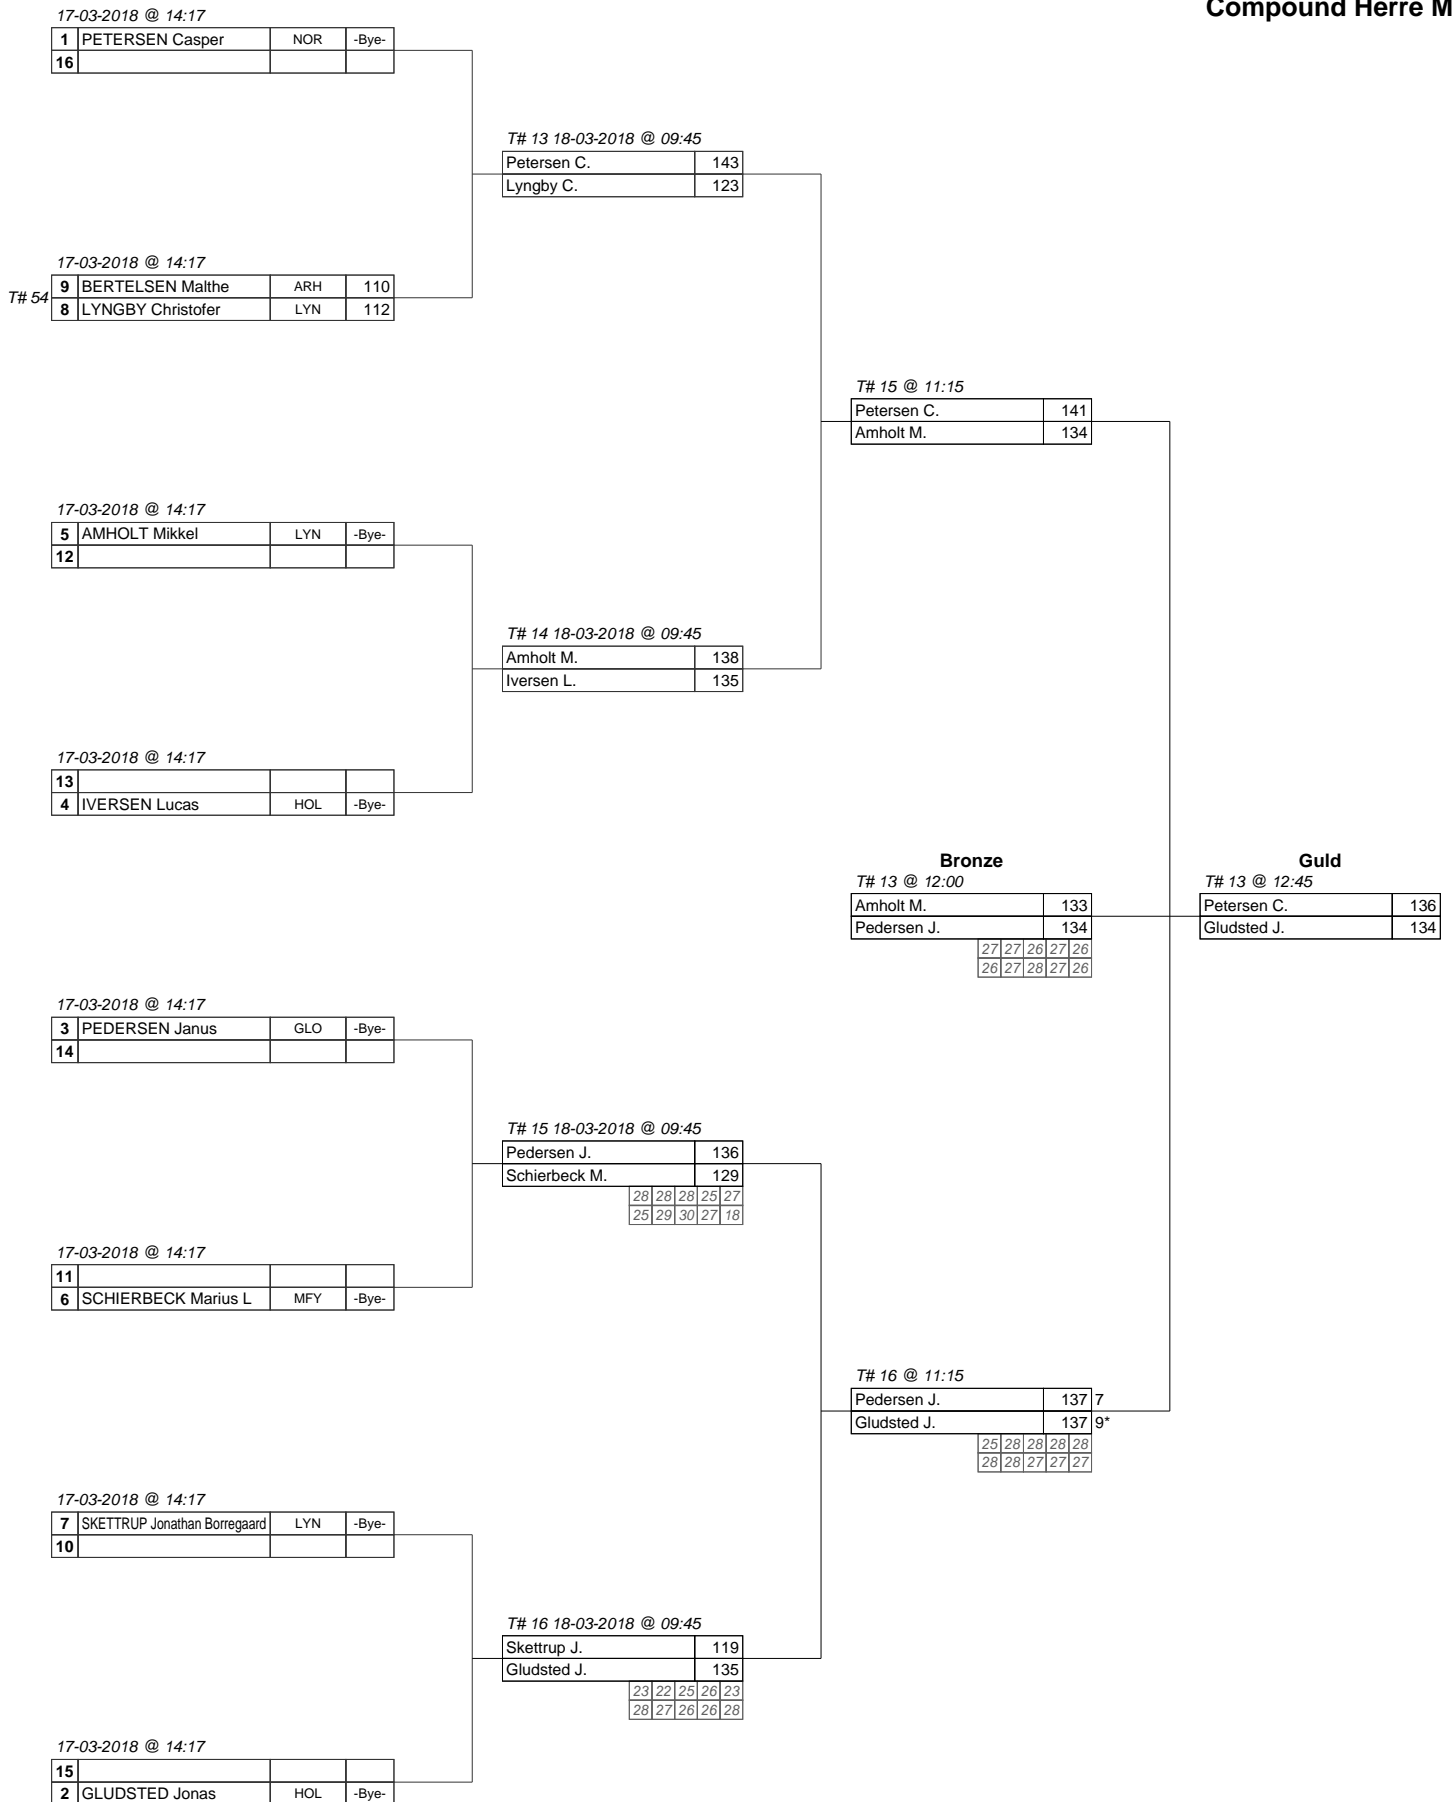 Compound Herre M
17-03-2018 @ 14:17
1 PETERSEN Casper NOR -Bye-
16
T# 13 18-03-2018 @ 09:45
Petersen C. 143
Lyngby C. 123
17-03-2018 @ 14:17
T# 54
9 BERTELSEN Malthe ARH 110
8 LYNGBY Christofer LYN 112
T# 15 @ 11:15
Petersen C. 141
Amholt M. 134
17-03-2018 @ 14:17
5 AMHOLT Mikkel LYN -Bye-
12
T# 14 18-03-2018 @ 09:45
Amholt M. 138
Iversen L. 135
17-03-2018 @ 14:17
13
4 IVERSEN Lucas HOL -Bye-
Bronze
T# 13 @ 12:00
Amholt M. 133
Pedersen J. 134
27 27 26 27 26
26 27 28 27 26
Guld
T# 13 @ 12:45
Petersen C. 136
Gludsted J. 134
17-03-2018 @ 14:17
3 PEDERSEN Janus GLO -Bye-
14
T# 15 18-03-2018 @ 09:45
Pedersen J. 136
Schierbeck M. 129
28 28 28 25 27
25 29 30 27 18
17-03-2018 @ 14:17
11
6 SCHIERBECK Marius L MFY -Bye-
T# 16 @ 11:15
Pedersen J. 137 7
Gludsted J. 137 9*
25 28 28 28 28
28 28 27 27 27
17-03-2018 @ 14:17
7 SKETTRUP Jonathan Borregaard LYN -Bye-
10
T# 16 18-03-2018 @ 09:45
Skettrup J. 119
Gludsted J. 135
23 22 25 26 23
28 27 26 26 28
17-03-2018 @ 14:17
15
2 GLUDSTED Jonas HOL -Bye-